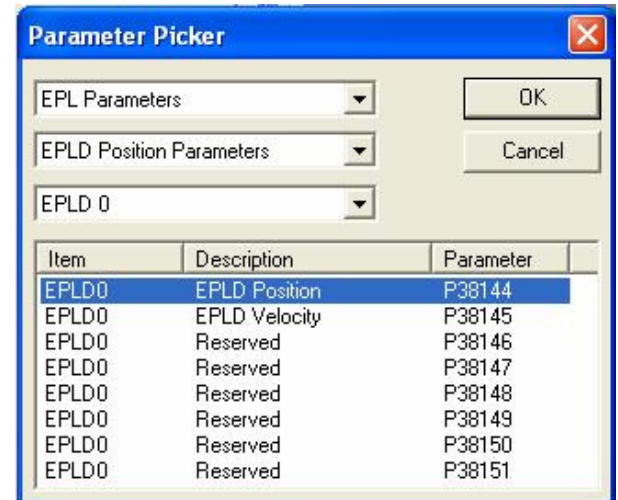 Parameter Picker
EPL Parameters
OK
EPLD Position Parameters
Cancel
EPLD 0
Item Description Parameter
EPLD0 EPLD Position P38144
EPLD0 EPLD Velocity P38145
EPLD0 Reserved P38146
EPLD0 Reserved P38147
EPLD0 Reserved P38148
EPLD0 Reserved P38149
EPLD0 Reserved P38150
EPLD0 Reserved P38151